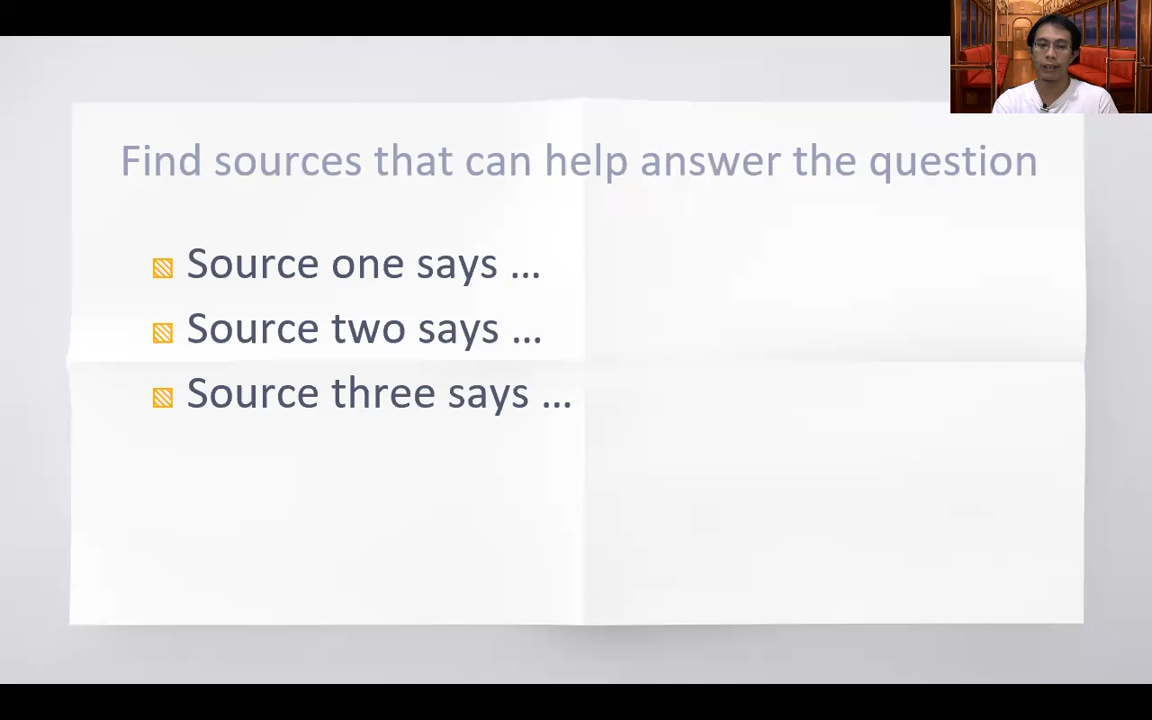 Find sources that can help answer the question
Source one says …
Source two says …
Source three says …